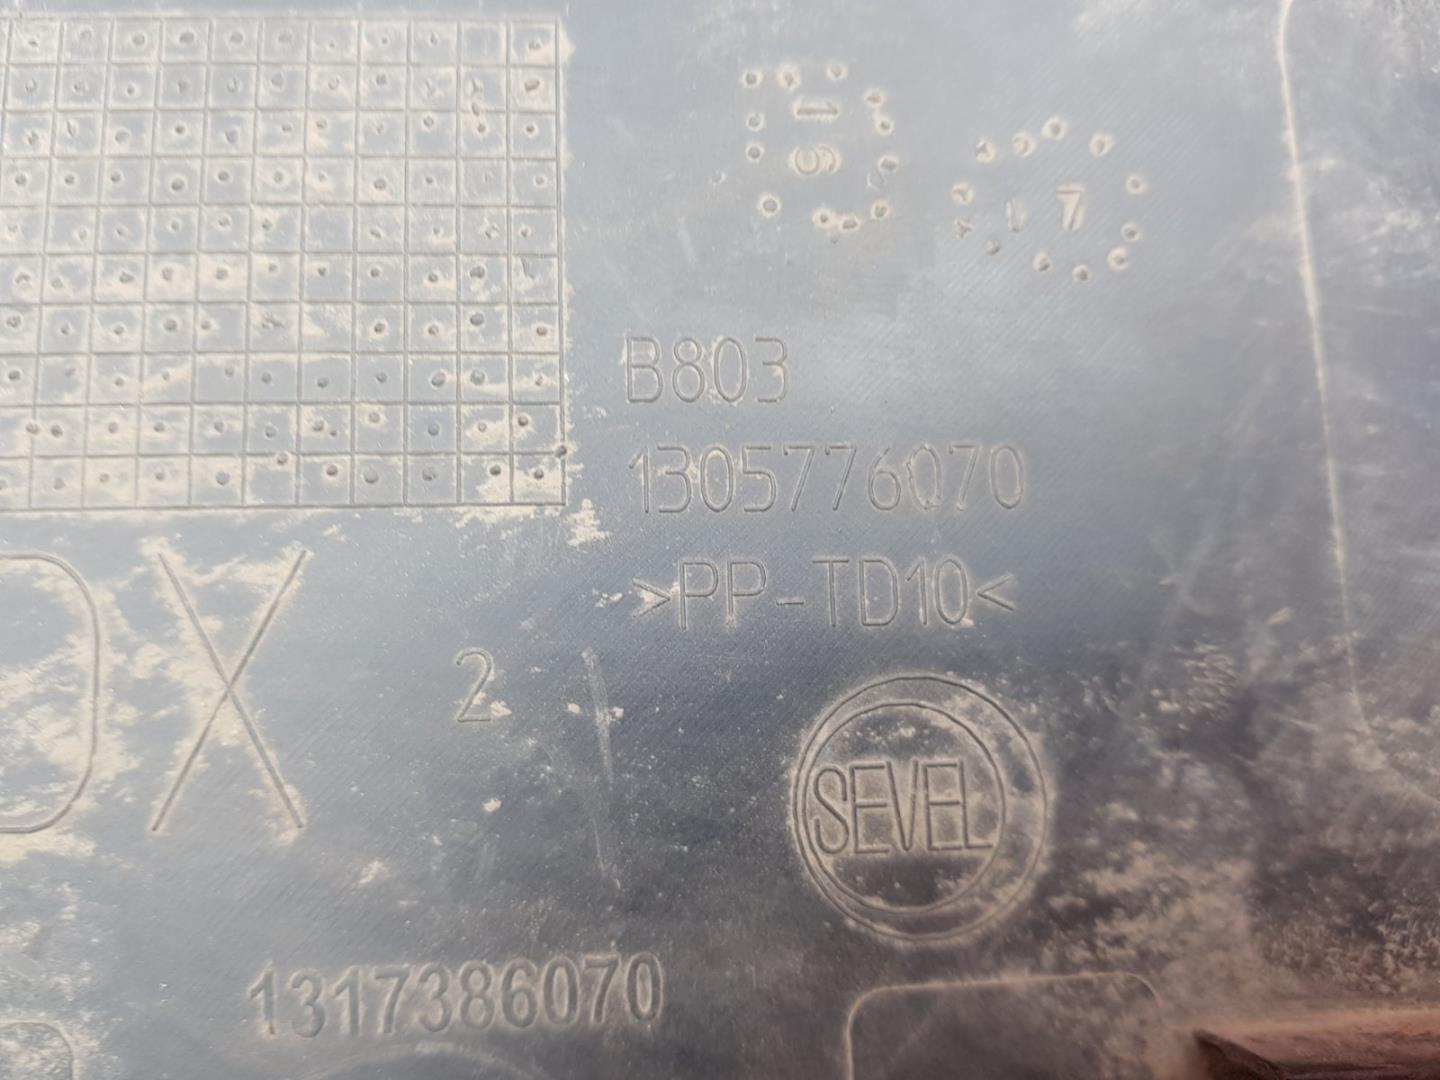 B803
1305776070
>PP-TD10<
DX
2
SEVEL
1317386070